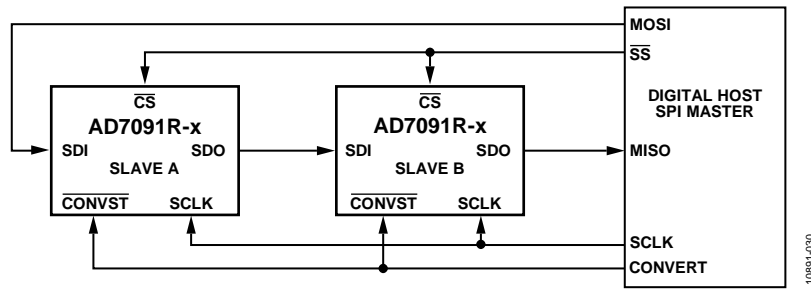 MOSI
SS
DIGITAL HOST
SPI MASTER
CS
AD7091R-x
SDI
SDO
SLAVE A
CONVST
SCLK
CS
AD7091R-x
SDI
SDO
SLAVE B
CONVST
SCLK
MISO
SCLK
CONVERT
10891-030